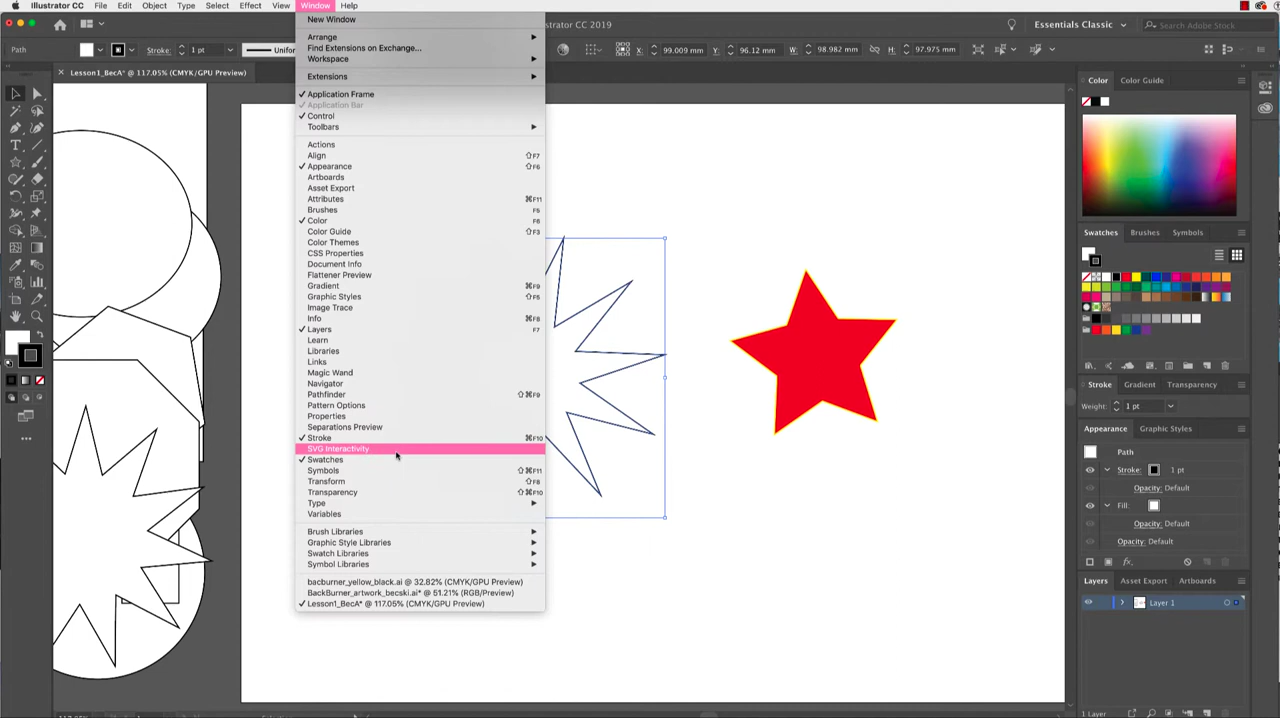 Illustrator CC File Edit Object Type Select Effect View Window Help
Illustrator CC 2019
Essentials Classic
Search Adobe Stock
Path Stroke: 1 pt Uniform X: 99.009 mm Y: 96.12 mm W: 98.982 mm H: 97.975 mm
Lesson1_BecA* @ 117.05% (CMYK/GPU Preview)
New Window
Arrange
Find Extensions on Exchange...
Workspace
Extensions
Application Frame
Application Bar
Control
Toolbars
Actions
Align ⇧F7
Appearance ⇧F6
Artboards
Asset Export
Attributes ⌘F11
Brushes F5
Color F6
Color Guide ⇧F3
Color Themes
CSS Properties
Document Info
Flattener Preview
Gradient ⌘F9
Graphic Styles ⇧F5
Image Trace
Info ⌘F8
Layers F7
Learn
Libraries
Links
Magic Wand
Navigator
Pathfinder ⇧⌘F9
Pattern Options
Properties
Separations Preview
Stroke ⌘F10
SVG Interactivity
Swatches
Symbols ⇧⌘F11
Transform ⇧F8
Transparency ⇧⌘F10
Type
Variables
Brush Libraries
Graphic Style Libraries
Swatch Libraries
Symbol Libraries
bacburner_yellow_black.ai @ 32.82% (CMYK/GPU Preview)
BackBurner_artwork_becski.ai* @ 51.21% (RGB/Preview)
Lesson1_BecA* @ 117.05% (CMYK/GPU Preview)
Color Color Guide
Swatches Brushes Symbols
Stroke Gradient Transparency
Weight: 1 pt
Appearance Graphic Styles
Path
Stroke: 1 pt
Opacity: Default
Fill:
Opacity: Default
Opacity: Default
fx
Layers Asset Export Artboards
Layer 1
1 Layer